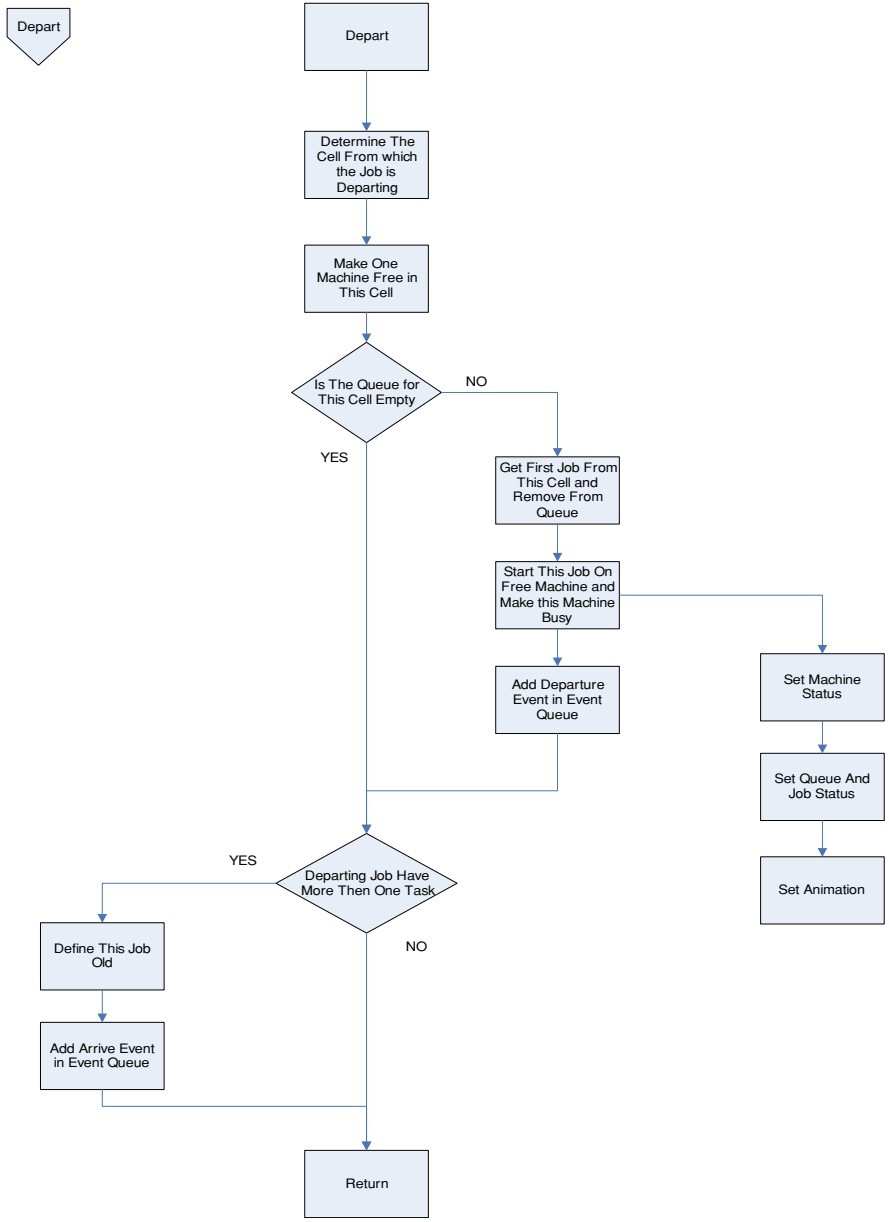 Depart
Depart
Determine The
Cell From which
the Job is
Departing
Make One
Machine Free in
This Cell
Is The Queue for
This Cell Empty
NO
YES
Get First Job From
This Cell and
Remove From
Queue
Start This Job On
Free Machine and
Make this Machine
Busy
Add Departure
Event in Event
Queue
Set Machine
Status
Set Queue And
Job Status
Set Animation
Departing Job Have
More Then One Task
YES
NO
Define This Job
Old
Add Arrive Event
in Event Queue
Return